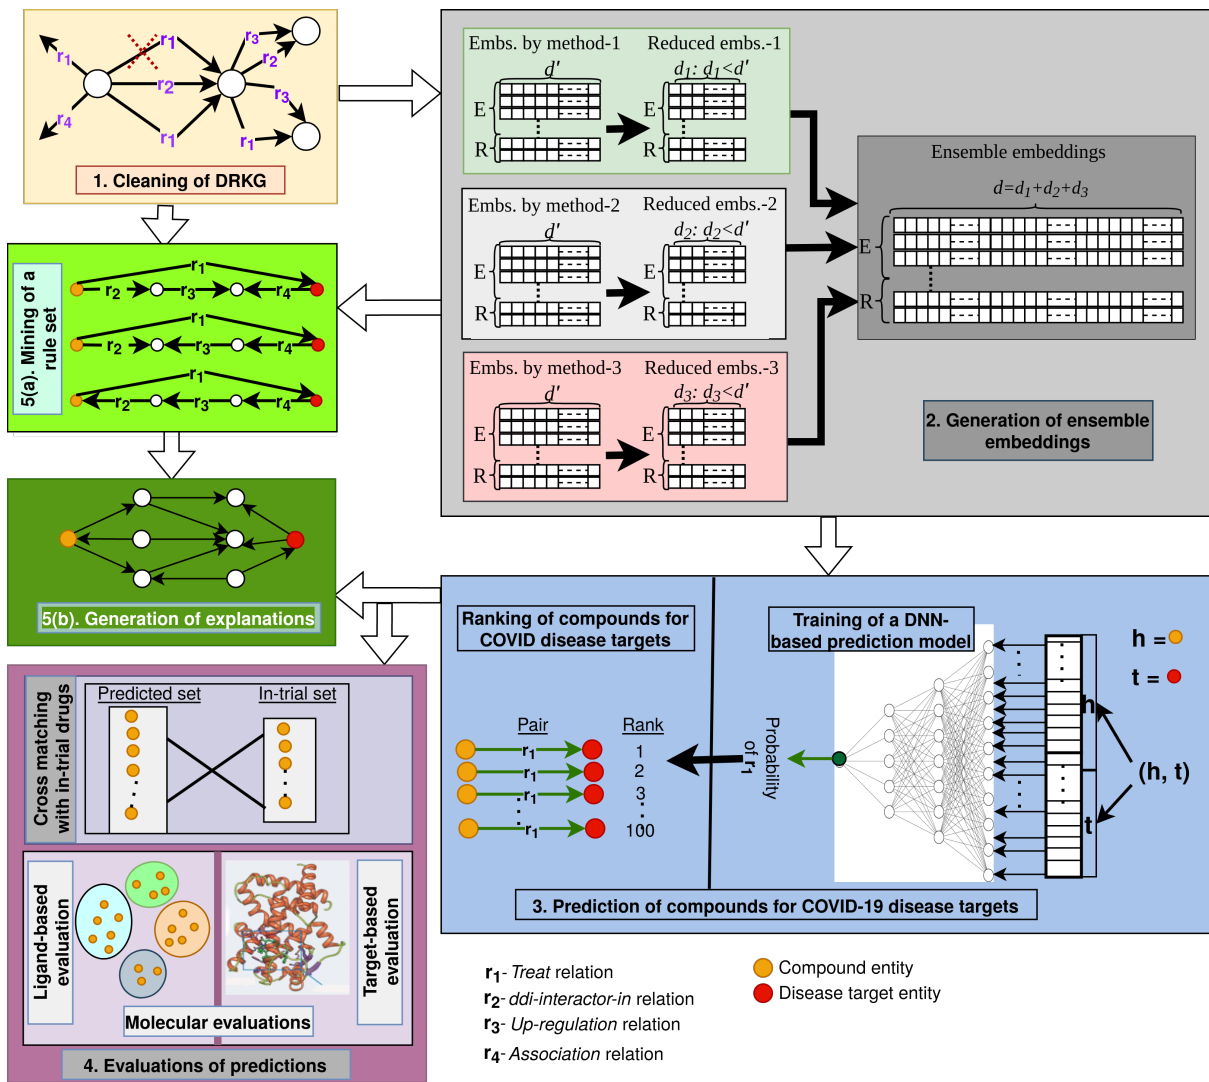 r1
r1
r3
r2
r2
r3
r4
r1
r1
1. Cleaning of DRKG
Embs. by method-1
Reduced embs.-1
d'
d1: d1<d'
E
R
Embs. by method-2
Reduced embs.-2
d'
d2: d2<d'
E
R
Embs. by method-3
Reduced embs.-3
d'
d3: d3<d'
E
R
Ensemble embeddings
d=d1+d2+d3
E
R
2. Generation of ensemble
embeddings
5(a). Mining of a
rule set
r1
r2 r3 r4
r1
r2 r3 r4
r1
r2 r3 r4
5(b). Generation of explanations
Ranking of compounds for
COVID disease targets
Pair
Rank
r1 1
r1 2
r1 3
r1 100
Training of a DNN-
based prediction model
Probability
of r1
h
t
h =
t =
(h, t)
3. Prediction of compounds for COVID-19 disease targets
Cross matching
with in-trial drugs
Predicted set
In-trial set
Ligand-based
evaluation
Target-based
evaluation
Molecular evaluations
4. Evaluations of predictions
r1- Treat relation
r2- ddi-interactor-in relation
r3- Up-regulation relation
r4- Association relation
Compound entity
Disease target entity